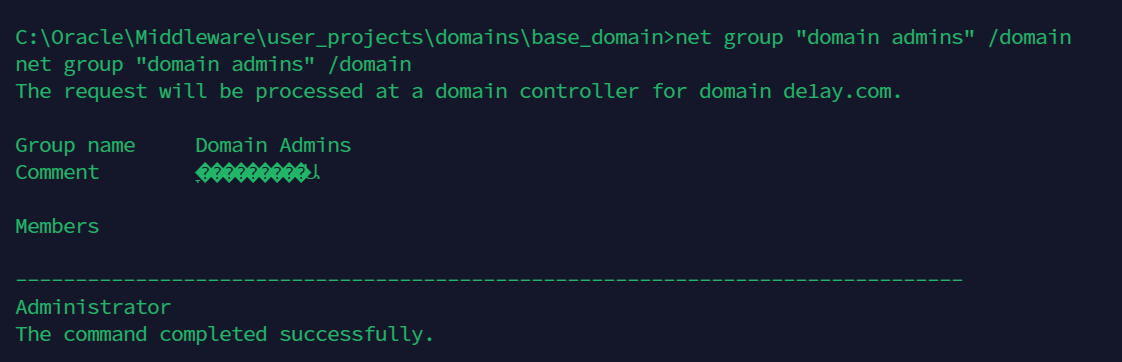 C:\Oracle\Middleware\user_projects\domains\base_domain>net group "domain admins" /domain
net group "domain admins" /domain
The request will be processed at a domain controller for domain delay.com.
Group name     Domain Admins
Comment
Members
-------------------------------------------------------------------------------
Administrator
The command completed successfully.